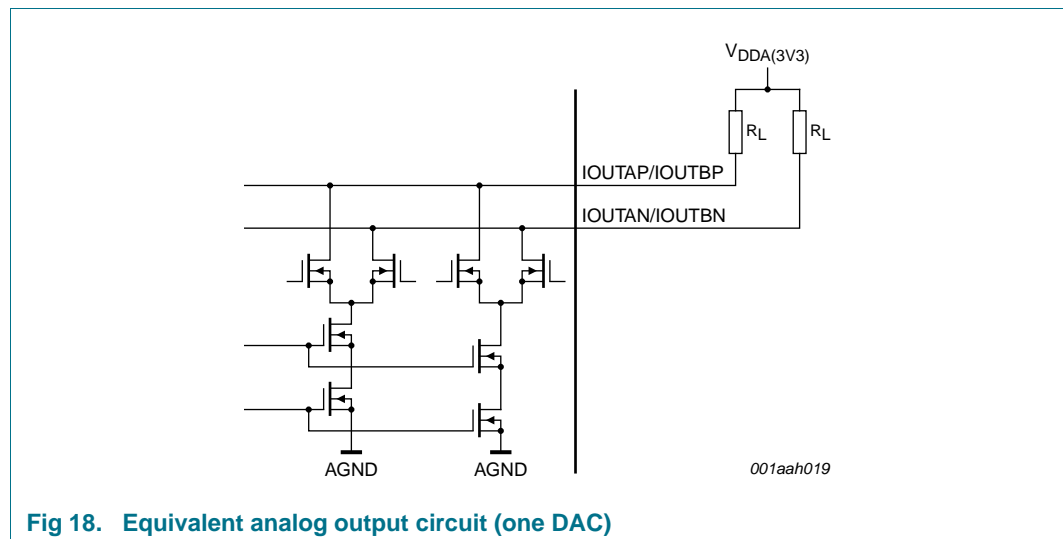 VDDA(3V3)
RL
RL
IOUTAP/IOUTBP
IOUTAN/IOUTBN
AGND
AGND
001aah019
Fig 18. Equivalent analog output circuit (one DAC)